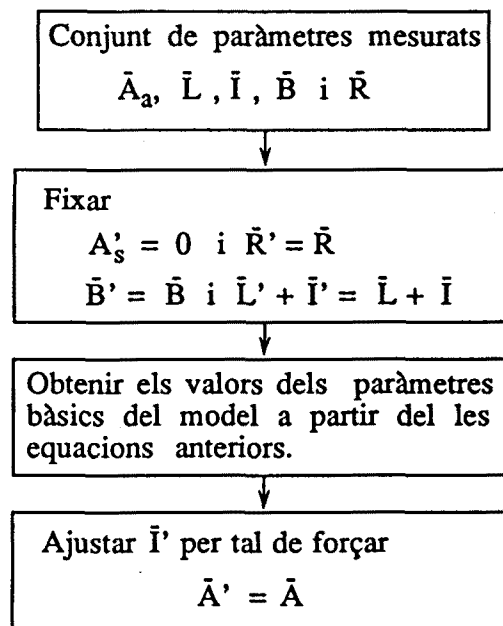 Conjunt de paràmetres mesurats
Ā_a, L̄ , Ī , B̄ i R̄
Fixar
A'_s = 0 i R̄' = R̄
B̄' = B̄ i L̄' + Ī' = L̄ + Ī
Obtenir els valors dels paràmetres
bàsics del model a partir del les
equacions anteriors.
Ajustar Ī' per tal de forçar
Ā' = Ā